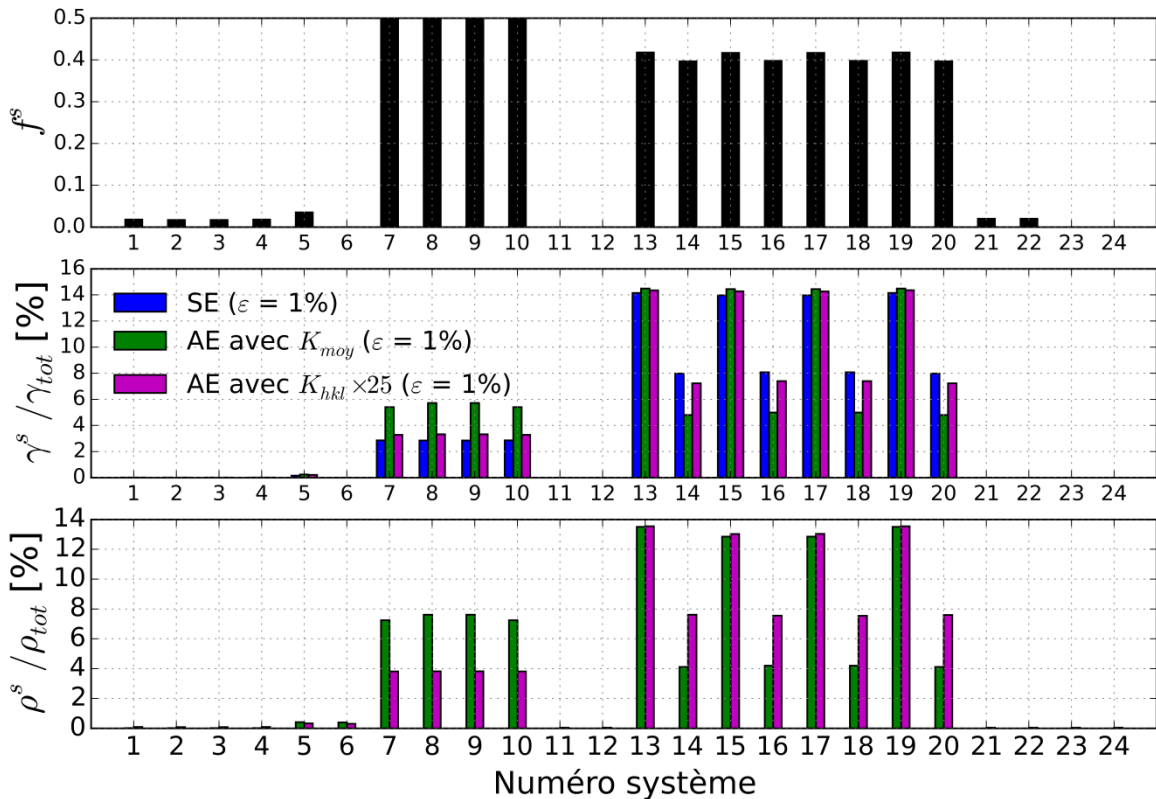 0.5
0.4
0.3
0.2
0.1
0.0
f^s
1 2 3 4 5 6 7 8 9 10 11 12 13 14 15 16 17 18 19 20 21 22 23 24
16
14
12
10
8
6
4
2
0
γ^s /γ_tot [%]
SE (ε = 1%)
AE avec K_moy (ε = 1%)
AE avec K_hkl ×25 (ε = 1%)
1 2 3 4 5 6 7 8 9 10 11 12 13 14 15 16 17 18 19 20 21 22 23 24
14
12
10
8
6
4
2
0
ρ^s /ρ_tot [%]
1 2 3 4 5 6 7 8 9 10 11 12 13 14 15 16 17 18 19 20 21 22 23 24
Numéro système